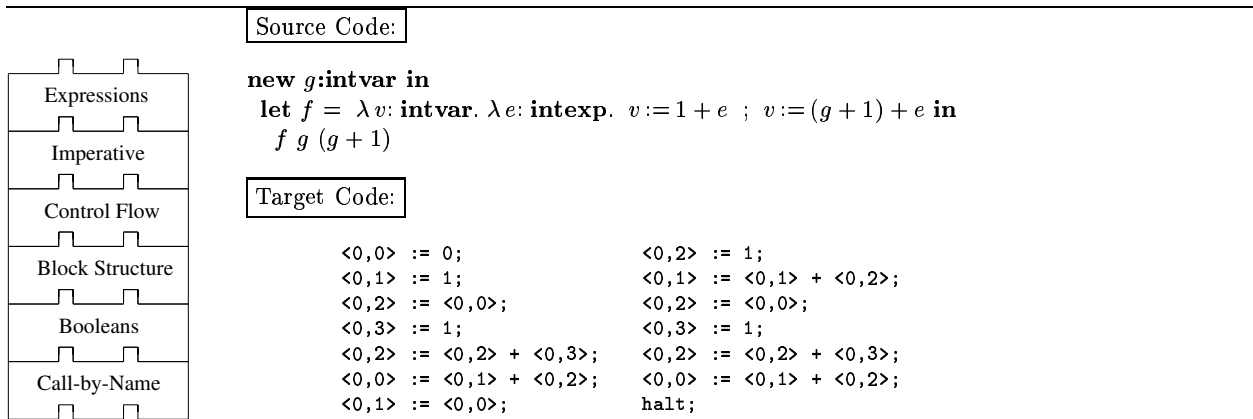 Source Code:
Expressions
Imperative
Control Flow
Block Structure
Booleans
Call-by-Name
new g:intvar in
let f = λ v: intvar. λ e: intexp. v := 1 + e ; v := (g + 1) + e in
f g (g + 1)
Target Code:
<0,0> := 0;
<0,1> := 1;
<0,2> := <0,0>;
<0,3> := 1;
<0,2> := <0,2> + <0,3>;
<0,0> := <0,1> + <0,2>;
<0,1> := <0,0>;
<0,2> := 1;
<0,1> := <0,1> + <0,2>;
<0,2> := <0,0>;
<0,3> := 1;
<0,2> := <0,2> + <0,3>;
<0,0> := <0,1> + <0,2>;
halt;